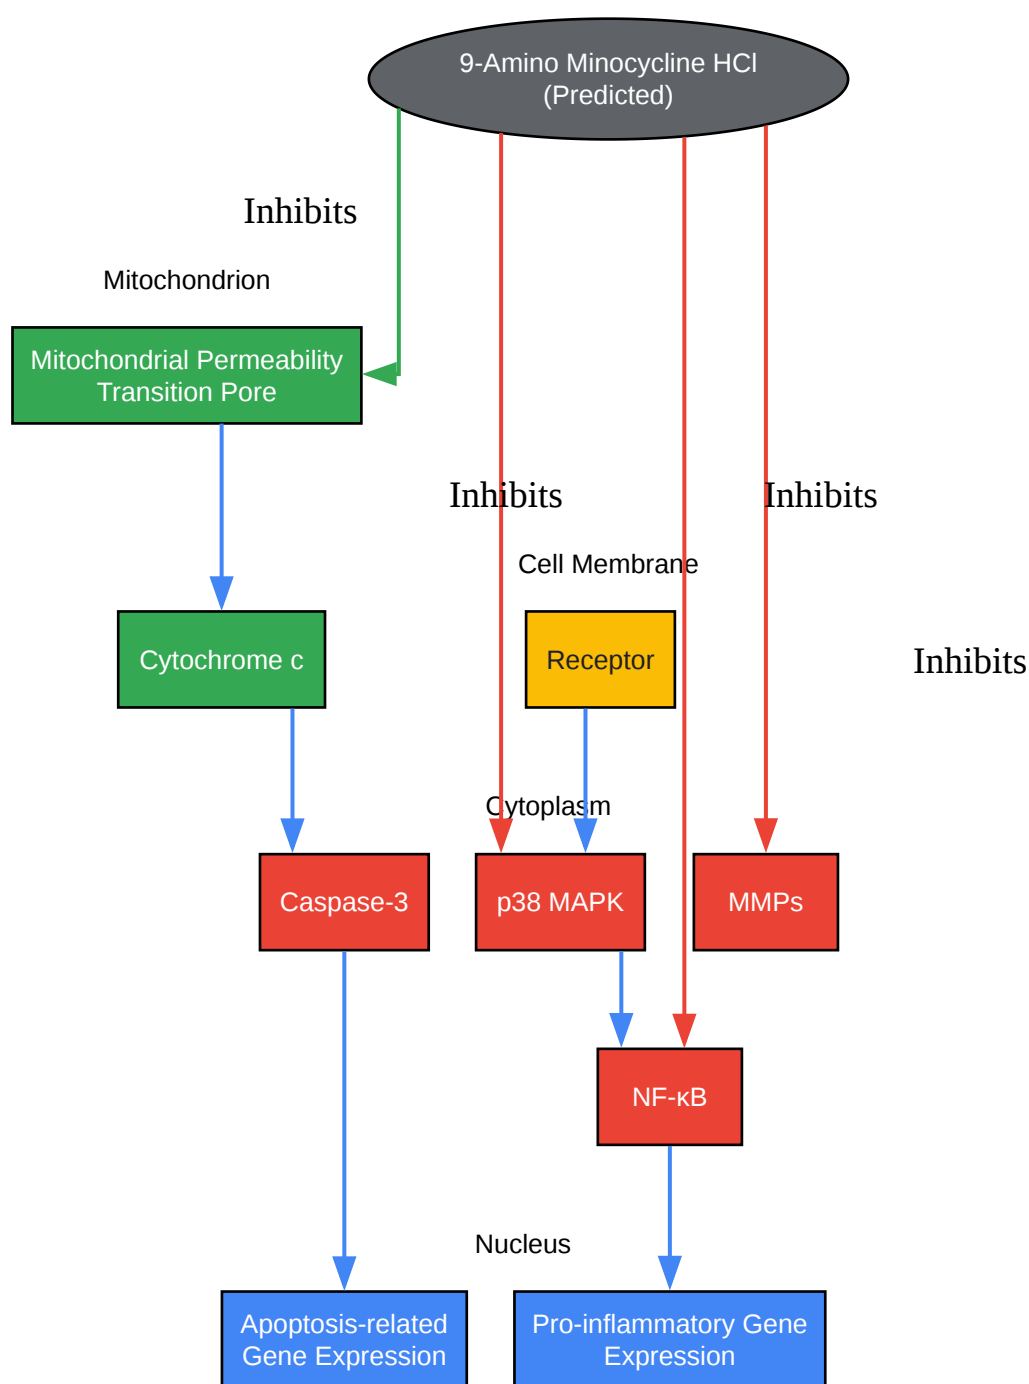 9-Amino Minocycline HCl
(Predicted)
Inhibits
Mitochondrion
Mitochondrial Permeability
Transition Pore
Inhibits
Inhibits
Cell Membrane
Cytochrome c
Receptor
Inhibits
Cytoplasm
Caspase-3
p38 MAPK
MMPs
NF-κB
Nucleus
Apoptosis-related
Gene Expression
Pro-inflammatory Gene
Expression